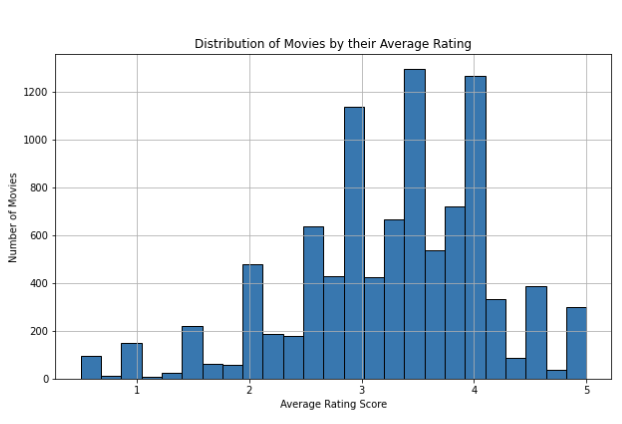 Distribution of Movies by their Average Rating
Number of Movies
1200
1000
800
600
400
200
0
1 2 3 4 5
Average Rating Score